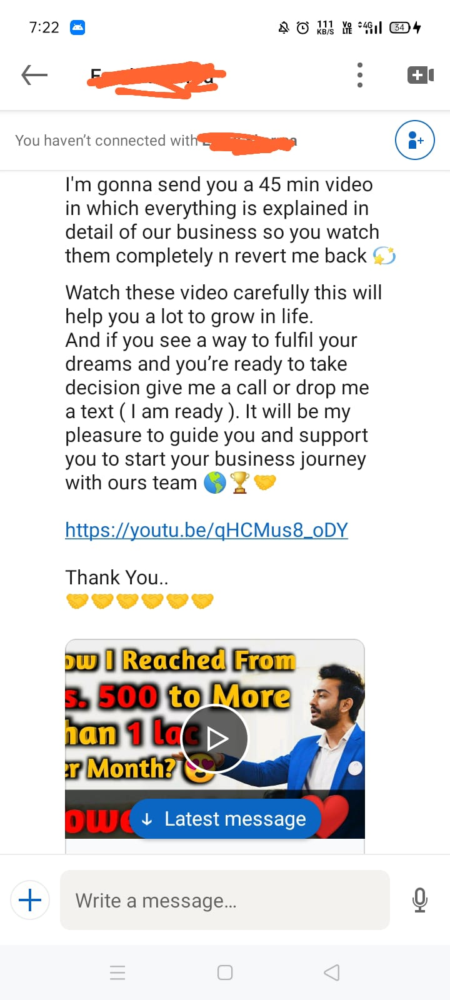 7:22
111
KB/S
Vo
LTE
4G
34
You haven't connected with
I'm gonna send you a 45 min video
in which everything is explained in
detail of our business so you watch
them completely n revert me back 💫
Watch these video carefully this will
help you a lot to grow in life.
And if you see a way to fulfil your
dreams and you're ready to take
decision give me a call or drop me
a text ( I am ready ). It will be my
pleasure to guide you and support
you to start your business journey
with ours team 🌎🏆🤝
https://youtu.be/qHCMus8_oDY
Thank You..
🤝🤝🤝🤝🤝🤝
ow I Reached From
s. 500 to More
han 1 lac
er Month? 😍
owe
↓ Latest message
Write a message...